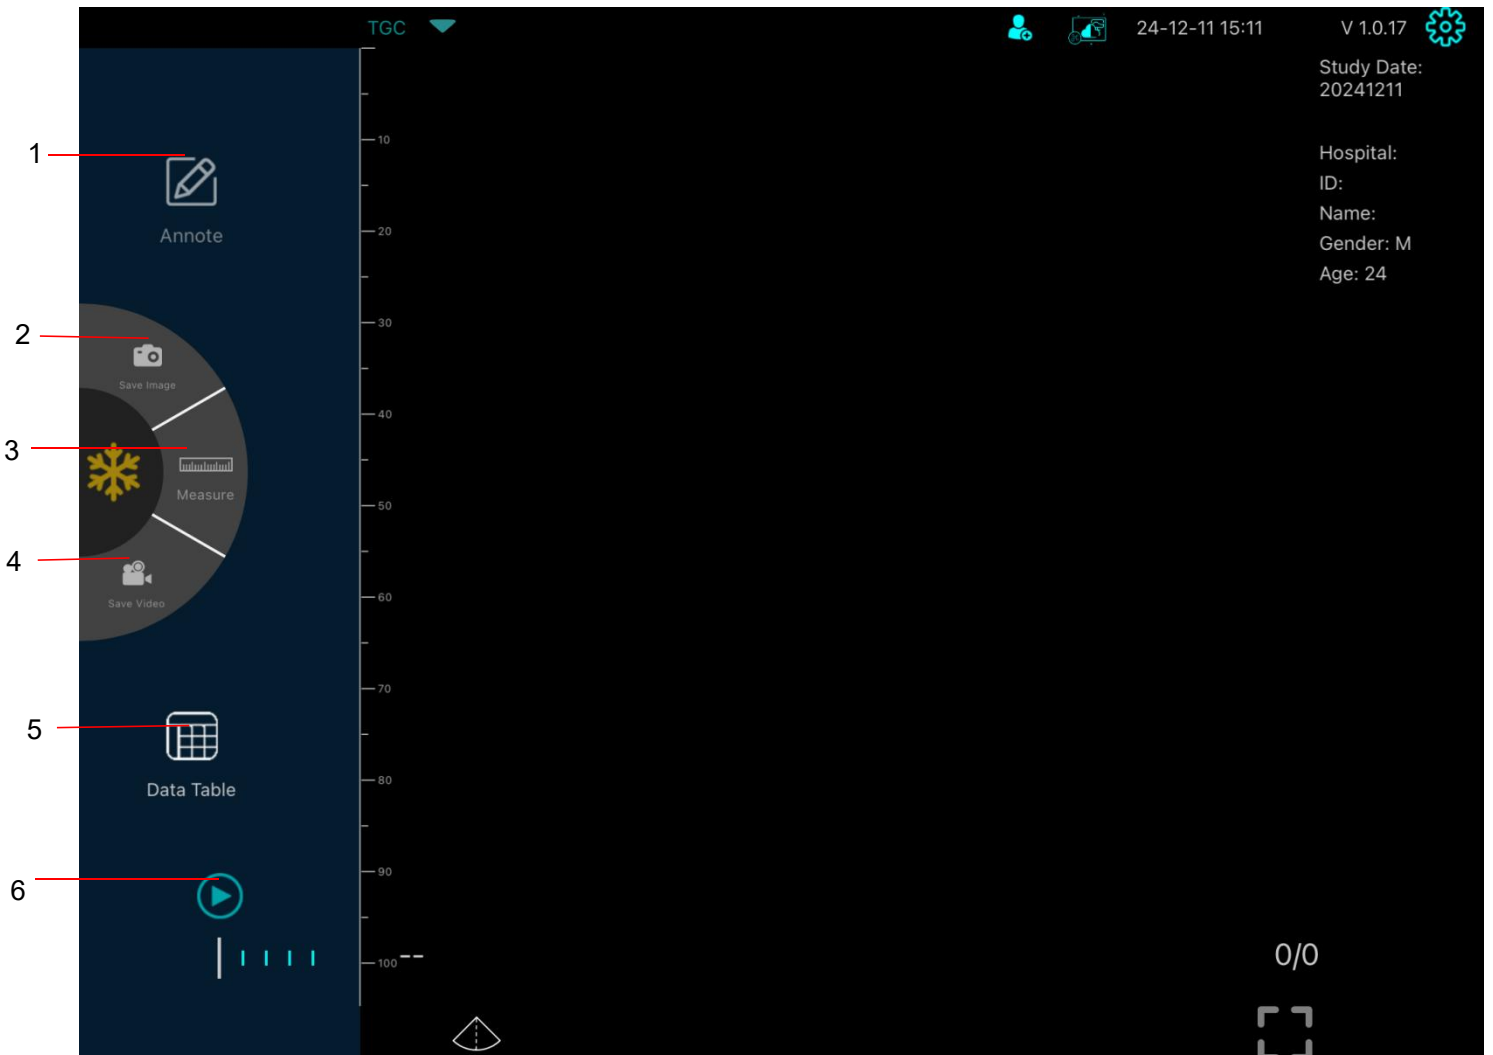 TGC
24-12-11 15:11
V 1.0.17
Study Date:
20241211
Hospital:
ID:
Name:
Gender: M
Age: 24
1
Annote
2
Save Image
3
Measure
4
Save Video
5
Data Table
6
10
20
30
40
50
60
70
80
90
100
--
0/0